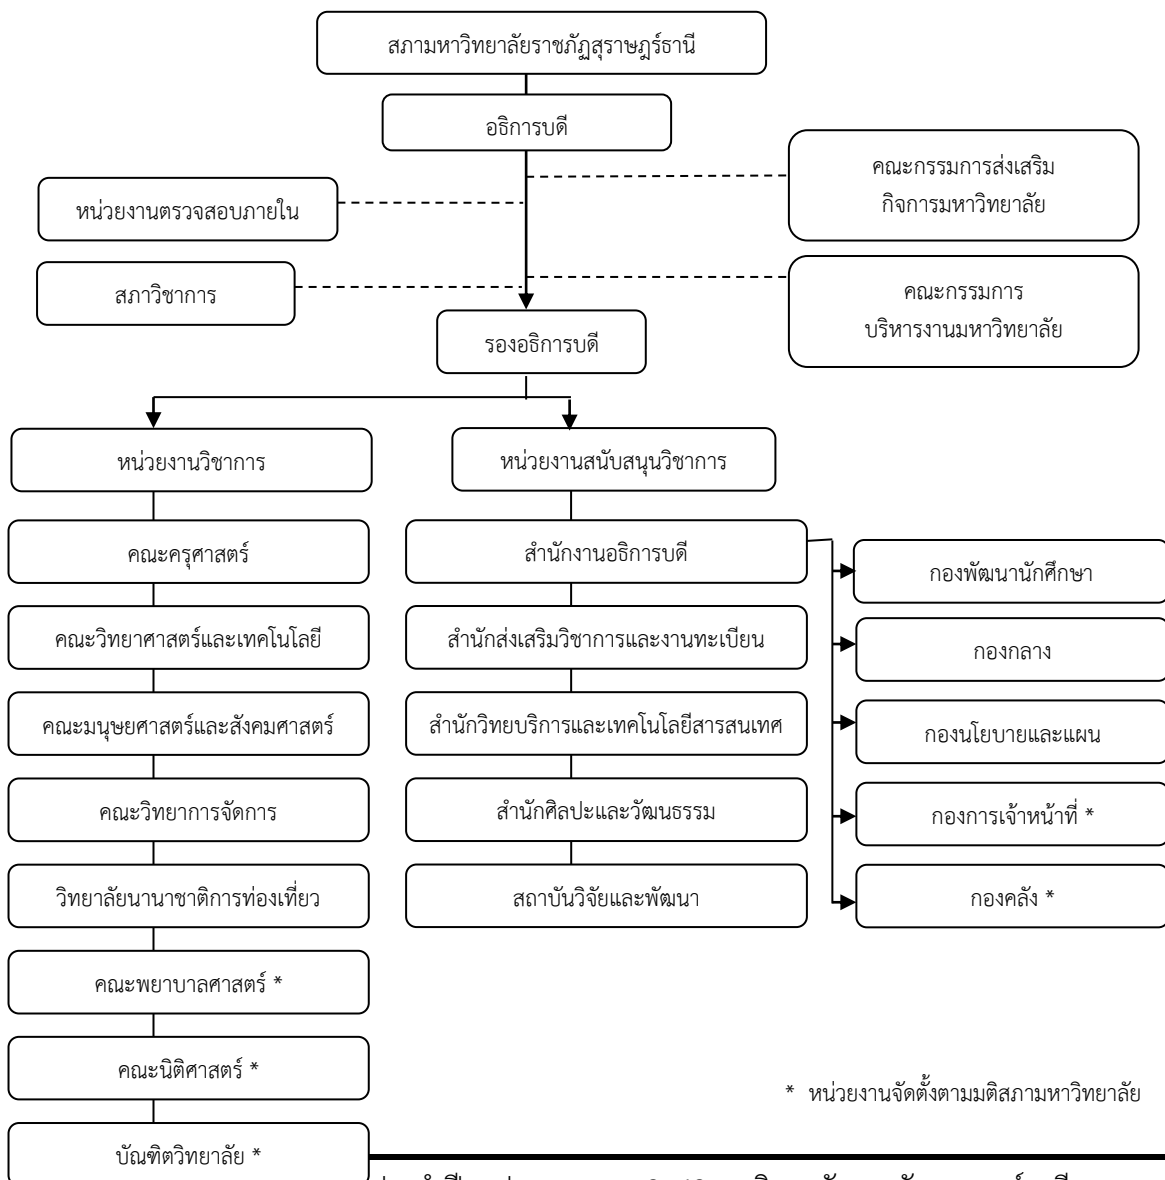 สภามหาวิทยาลัยราชภัฏสุราษฎร์ธานี
อธิการบดี
คณะกรรมการส่งเสริม
กิจการมหาวิทยาลัย
หน่วยงานตรวจสอบภายใน
สภาวิชาการ
คณะกรรมการ
บริหารงานมหาวิทยาลัย
รองอธิการบดี
หน่วยงานวิชาการ
คณะครุศาสตร์
คณะวิทยาศาสตร์และเทคโนโลยี
คณะมนุษยศาสตร์และสังคมศาสตร์
คณะวิทยาการจัดการ
วิทยาลัยนานาชาติการท่องเที่ยว
คณะพยาบาลศาสตร์ *
คณะนิติศาสตร์ *
บัณฑิตวิทยาลัย *
หน่วยงานสนับสนุนวิชาการ
สำนักงานอธิการบดี
สำนักส่งเสริมวิชาการและงานทะเบียน
สำนักวิทยบริการและเทคโนโลยีสารสนเทศ
สำนักศิลปะและวัฒนธรรม
สถาบันวิจัยและพัฒนา
กองพัฒนานักศึกษา
กองกลาง
กองนโยบายและแผน
กองการเจ้าหน้าที่ *
กองคลัง *
* หน่วยงานจัดตั้งตามมติสภามหาวิทยาลัย